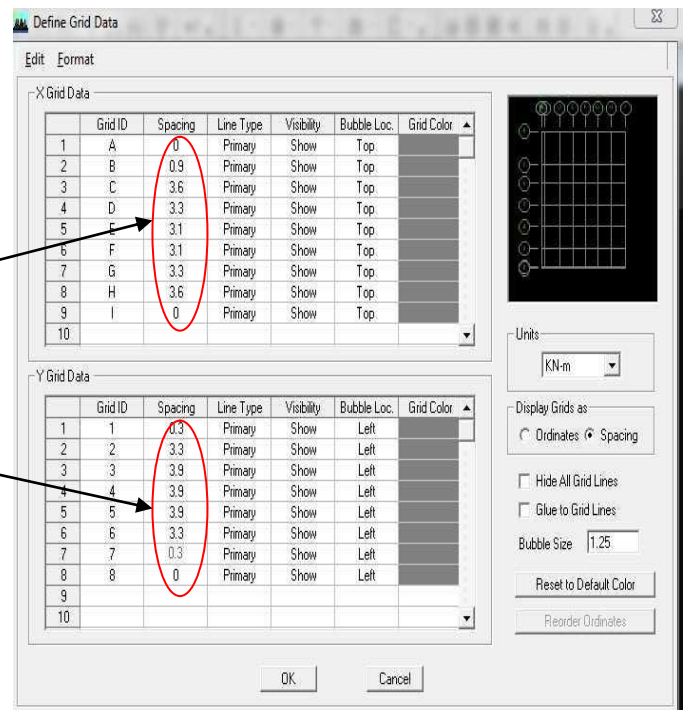 Define Grid Data
Edit Format
X Grid Data
Grid ID Spacing Line Type Visibility Bubble Loc. Grid Color
1 A 0 Primary Show Top
2 B 0.9 Primary Show Top
3 C 3.6 Primary Show Top
4 D 3.3 Primary Show Top
5 E 3.1 Primary Show Top
6 F 3.1 Primary Show Top
7 G 3.3 Primary Show Top
8 H 3.6 Primary Show Top
9 I 0 Primary Show Top
10
Y Grid Data
Grid ID Spacing Line Type Visibility Bubble Loc. Grid Color
1 1 0.3 Primary Show Left
2 2 3.3 Primary Show Left
3 3 3.9 Primary Show Left
4 4 3.9 Primary Show Left
5 5 3.9 Primary Show Left
6 6 3.3 Primary Show Left
7 7 0.3 Primary Show Left
8 8 0 Primary Show Left
9
10
Units
KN-m
Display Grids as
Ordinates Spacing
Hide All Grid Lines
Glue to Grid Lines
Bubble Size 1.25
Reset to Default Color
Reorder Ordinates
OK Cancel